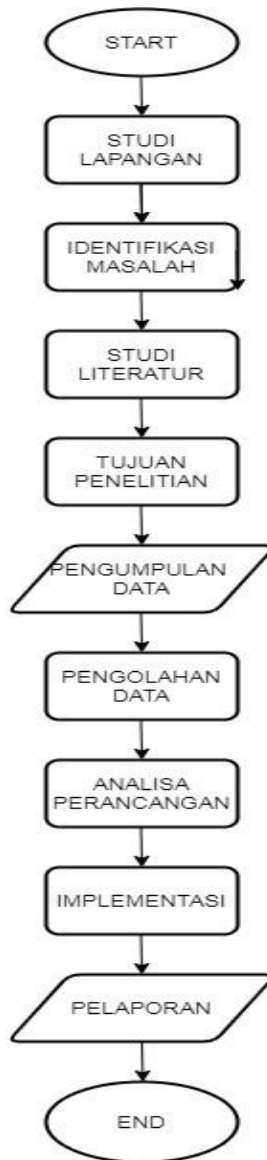 START
STUDI
LAPANGAN
IDENTIFIKASI
MASALAH
STUDI
LITERATUR
TUJUAN
PENELITIAN
PENGUMPULAN
DATA
PENGOLAHAN
DATA
ANALISA
PERANCANGAN
IMPLEMENTASI
PELAPORAN
END